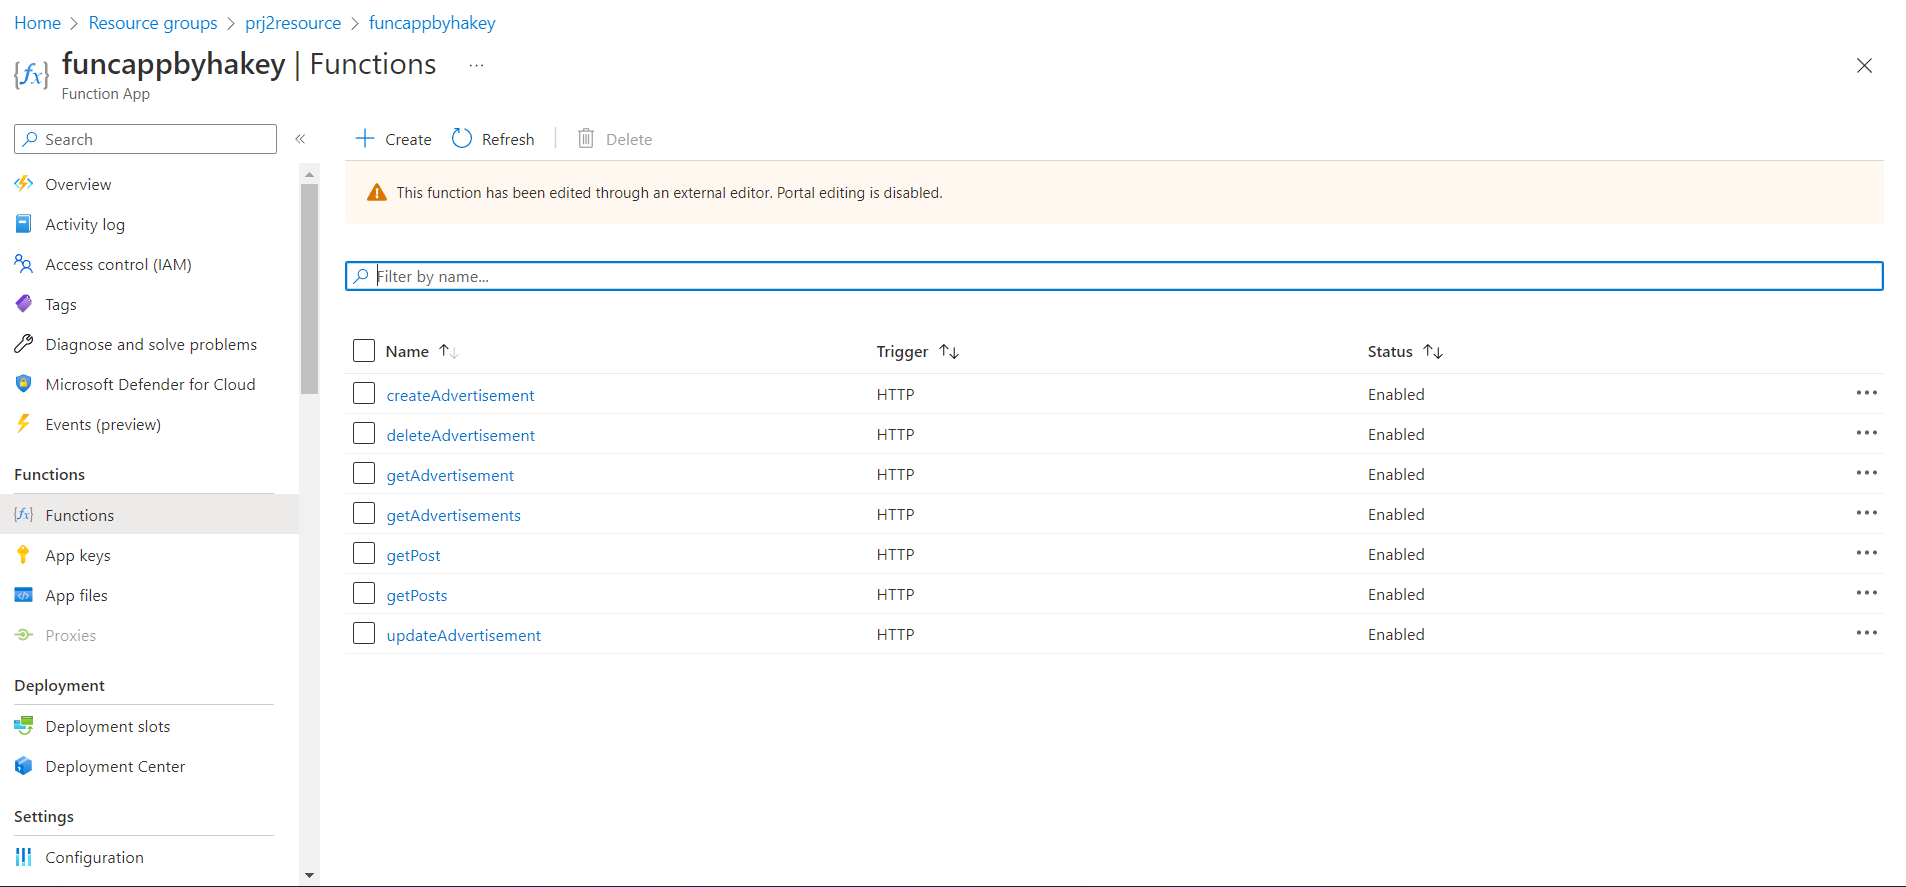 Home > Resource groups > prj2resource > funcappbyhakey
funcappbyhakey | Functions ...
Function App
Search
«
Overview
Activity log
Access control (IAM)
Tags
Diagnose and solve problems
Microsoft Defender for Cloud
Events (preview)
Functions
Functions
App keys
App files
Proxies
Deployment
Deployment slots
Deployment Center
Settings
Configuration
Create Refresh Delete
This function has been edited through an external editor. Portal editing is disabled.
Filter by name...
Name Trigger Status
createAdvertisement HTTP Enabled
deleteAdvertisement HTTP Enabled
getAdvertisement HTTP Enabled
getAdvertisements HTTP Enabled
getPost HTTP Enabled
getPosts HTTP Enabled
updateAdvertisement HTTP Enabled